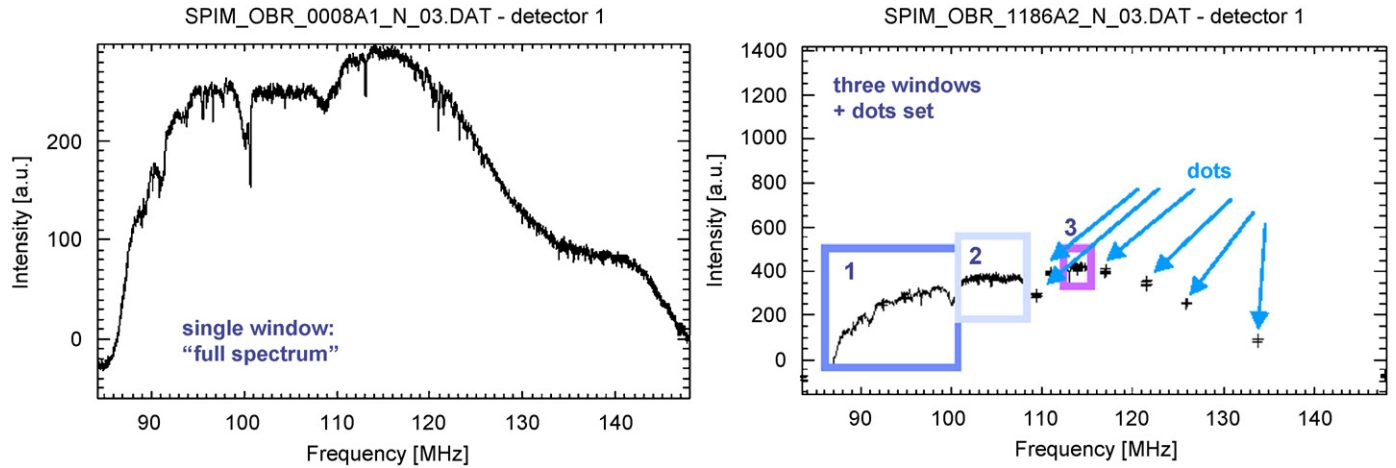 SPIM_OBR_0008A1_N_03.DAT - detector 1
Intensity [a.u.]
200
100
0
single window:
“full spectrum”
90 100 110 120 130 140
Frequency [MHz]
SPIM_OBR_1186A2_N_03.DAT - detector 1
Intensity [a.u.]
1400
1200
1000
800
600
400
200
0
three windows
+ dots set
dots
1
2
3
90 100 110 120 130 140
Frequency [MHz]